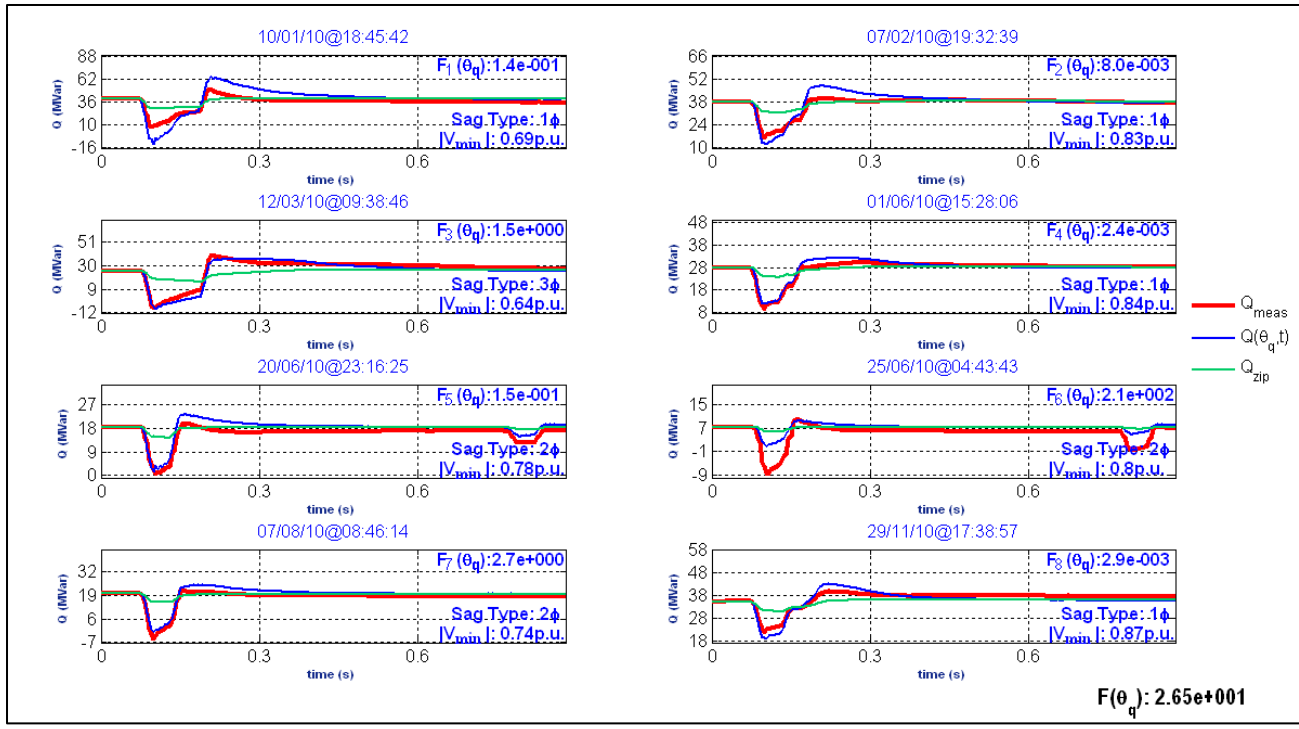 10/01/10@18:45:42
F1(θq):1.4e-001
Sag Type: 1ϕ
|Vmin|: 0.69p.u.
Q (MVar)
88
62
36
10
-16
0
0.3
0.6
time (s)
07/02/10@19:32:39
F2(θq):8.0e-003
Sag Type: 1ϕ
|Vmin|: 0.83p.u.
Q (MVar)
66
52
38
24
10
0
0.3
0.6
time (s)
12/03/10@09:38:46
F3(θq):1.5e+000
Sag Type: 3ϕ
|Vmin|: 0.64p.u.
Q (MVar)
51
30
9
-12
0
0.3
0.6
time (s)
01/06/10@15:28:06
F4(θq):2.4e-003
Sag Type: 1ϕ
|Vmin|: 0.84p.u.
Q (MVar)
48
38
28
18
8
0
0.3
0.6
time (s)
Qmeas
Q(θq,t)
Qzip
20/06/10@23:16:25
F5(θq):1.5e-001
Sag Type: 2ϕ
|Vmin|: 0.78p.u.
Q (MVar)
27
18
9
0
0
0.3
0.6
time (s)
25/06/10@04:43:43
F6(θq):2.1e+002
Sag Type: 2ϕ
|Vmin|: 0.8p.u.
Q (MVar)
15
7
-1
-9
0
0.3
0.6
time (s)
07/08/10@08:46:14
F7(θq):2.7e+000
Sag Type: 2ϕ
|Vmin|: 0.74p.u.
Q (MVar)
32
19
6
-7
0
0.3
0.6
time (s)
29/11/10@17:38:57
F8(θq):2.9e-003
Sag Type: 1ϕ
|Vmin|: 0.87p.u.
Q (MVar)
58
48
38
28
18
0
0.3
0.6
time (s)
F(θq): 2.65e+001